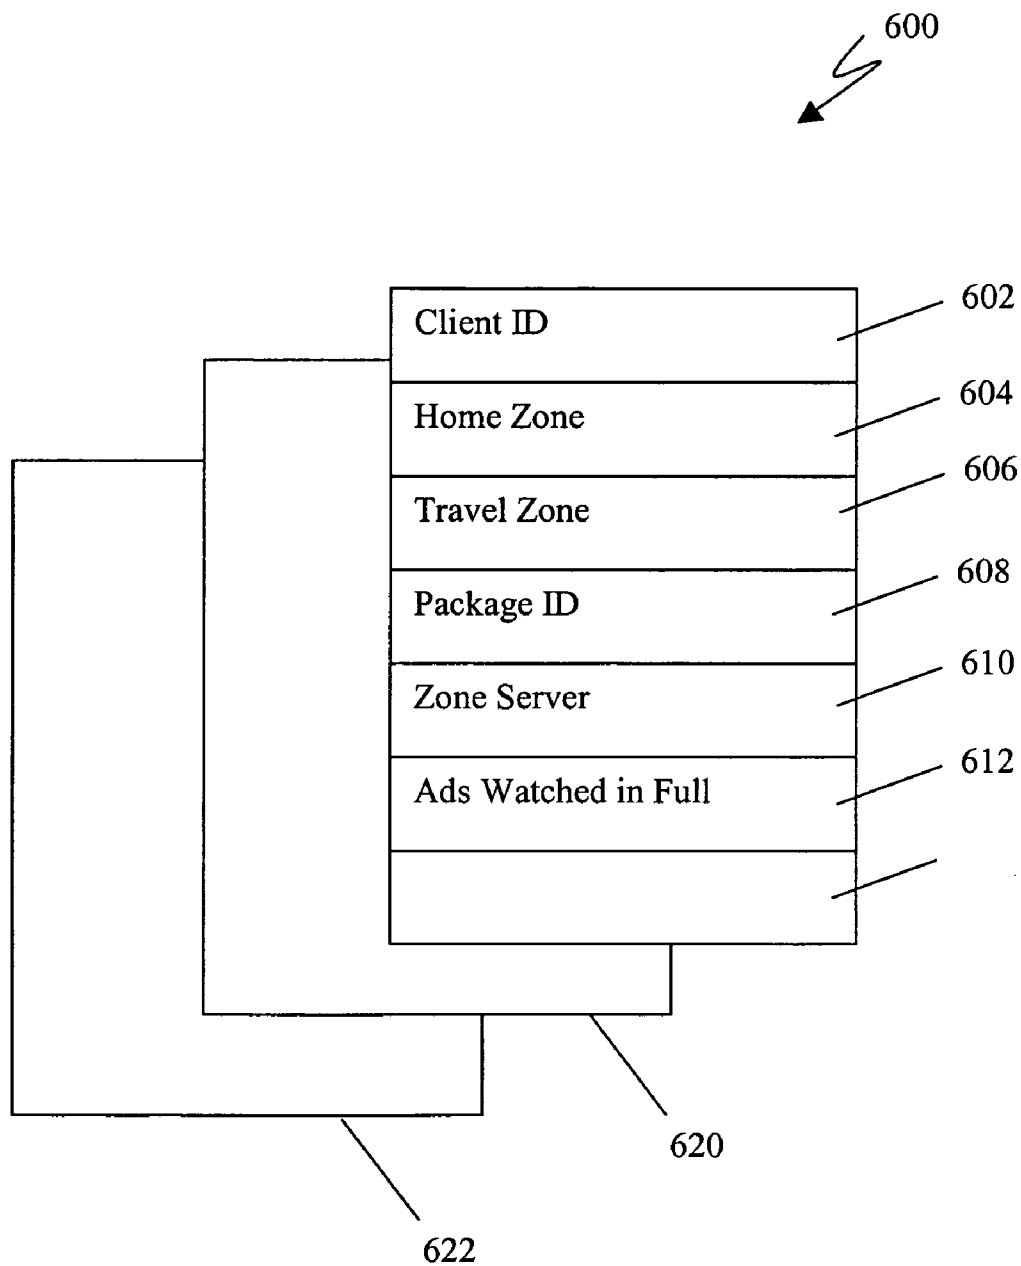 600
Client ID
602
Home Zone
604
Travel Zone
606
Package ID
608
Zone Server
610
Ads Watched in Full
612
620
622